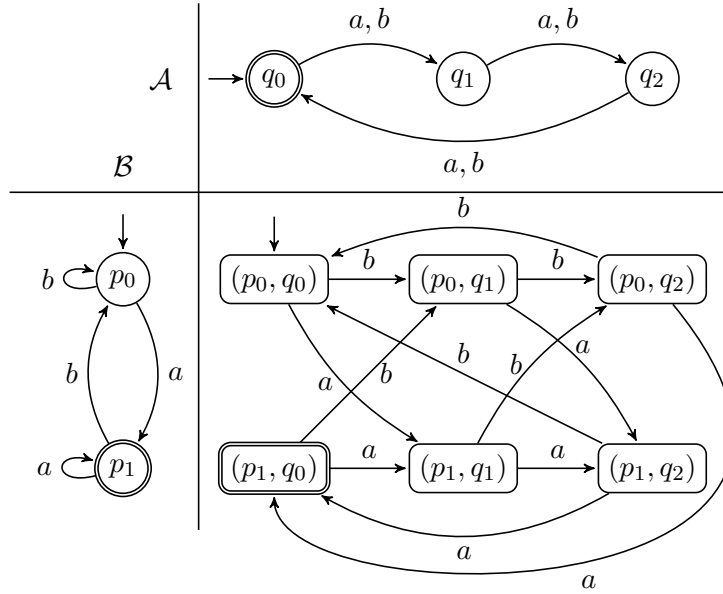 a, b a, b
𝒜 q₀ q₁ q₂
ℬ a, b
b
b p₀ (p₀, q₀) b (p₀, q₁) b (p₀, q₂)
b a a b b b a
a p₁ (p₁, q₀) a (p₁, q₁) a (p₁, q₂)
a
a